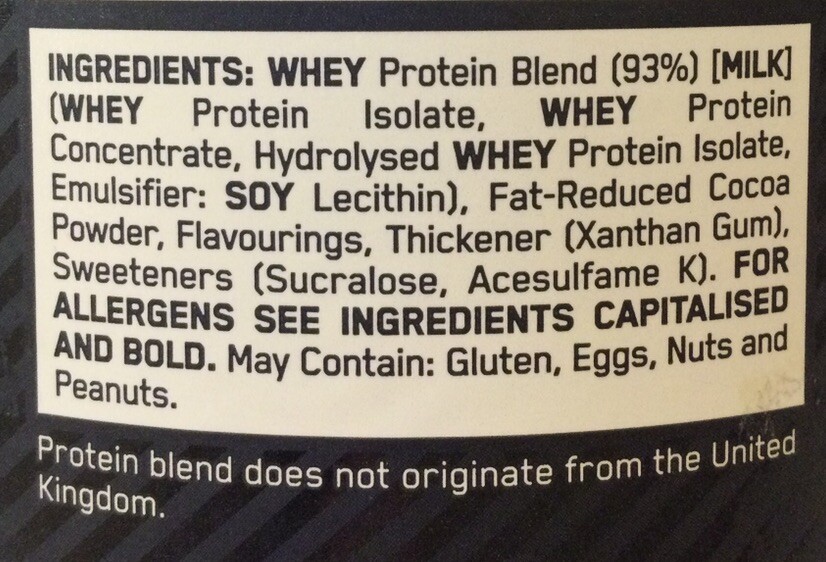 INGREDIENTS: WHEY Protein Blend (93%) [MILK]
(WHEY Protein Isolate, WHEY Protein
Concentrate, Hydrolysed WHEY Protein Isolate,
Emulsifier: SOY Lecithin), Fat-Reduced Cocoa
Powder, Flavourings, Thickener (Xanthan Gum),
Sweeteners (Sucralose, Acesulfame K). FOR
ALLERGENS SEE INGREDIENTS CAPITALISED
AND BOLD. May Contain: Gluten, Eggs, Nuts and
Peanuts.
Protein blend does not originate from the United
Kingdom.